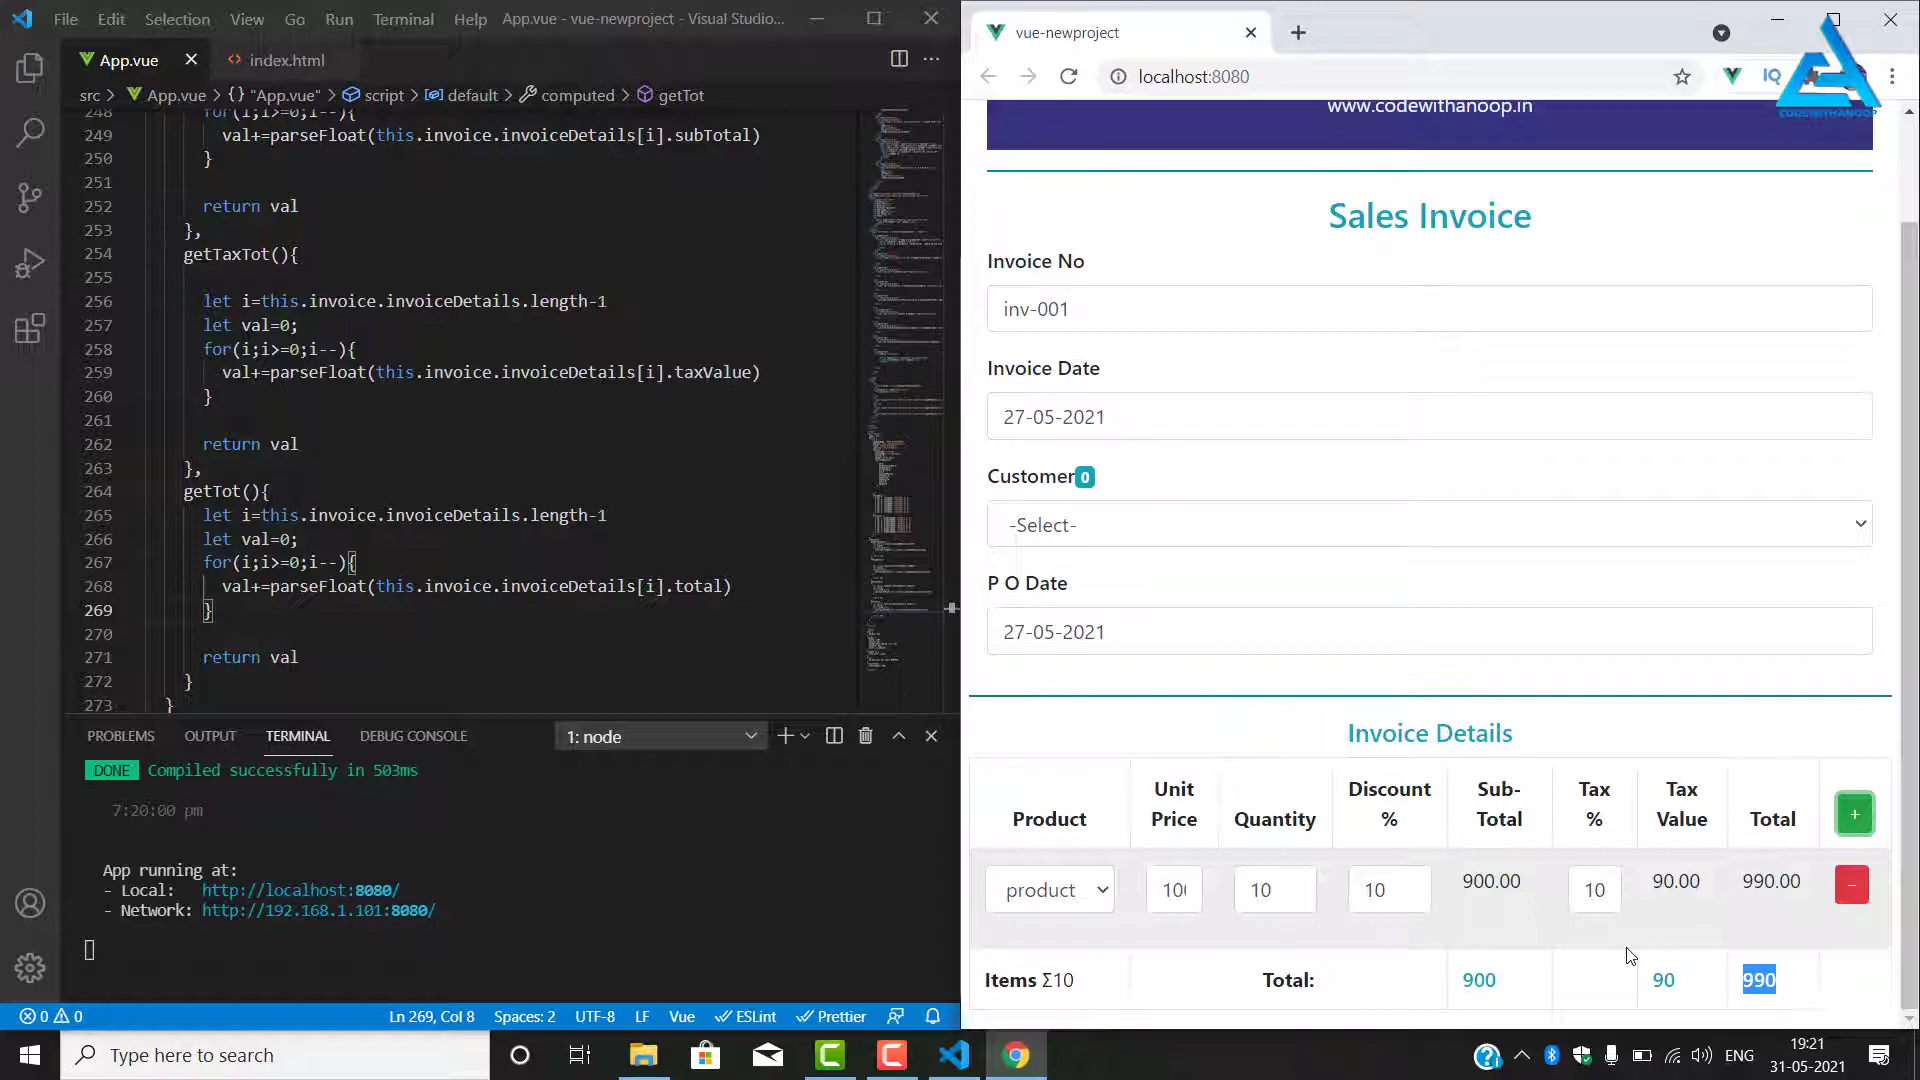 File Edit Selection View Go Run Terminal Help App.vue - vue-newproject - Visual Studio...
App.vue
index.html
src > App.vue > {} "App.vue" > script > default > computed > getTot
248 for(i;i>=0;i--){
249 val+=parseFloat(this.invoice.invoiceDetails[i].subTotal)
250 }
251
252 return val
253 },
254 getTaxTot(){
255
256 let i=this.invoice.invoiceDetails.length-1
257 let val=0;
258 for(i;i>=0;i--){
259 val+=parseFloat(this.invoice.invoiceDetails[i].taxValue)
260 }
261
262 return val
263 },
264 getTot(){
265 let i=this.invoice.invoiceDetails.length-1
266 let val=0;
267 for(i;i>=0;i--){
268 val+=parseFloat(this.invoice.invoiceDetails[i].total)
269 }
270
271 return val
272 }
273 }
PROBLEMS OUTPUT TERMINAL DEBUG CONSOLE 1: node
DONE Compiled successfully in 503ms
7:20:00 pm
App running at:
- Local: http://localhost:8080/
- Network: http://192.168.1.101:8080/
0 0 Ln 269, Col 8 Spaces: 2 UTF-8 LF Vue ESLint Prettier
vue-newproject
localhost:8080
IQ
CODEWITHANOOP
www.codewithanoop.in
Sales Invoice
Invoice No
inv-001
Invoice Date
27-05-2021
Customer 0
-Select-
P O Date
27-05-2021
Invoice Details
Product Unit Price Quantity Discount % Sub-Total Tax % Tax Value Total +
product 10 10 900.00 10 90.00 990.00 -
Items Σ10 Total: 900 90 990
Type here to search
ENG
19:21
31-05-2021